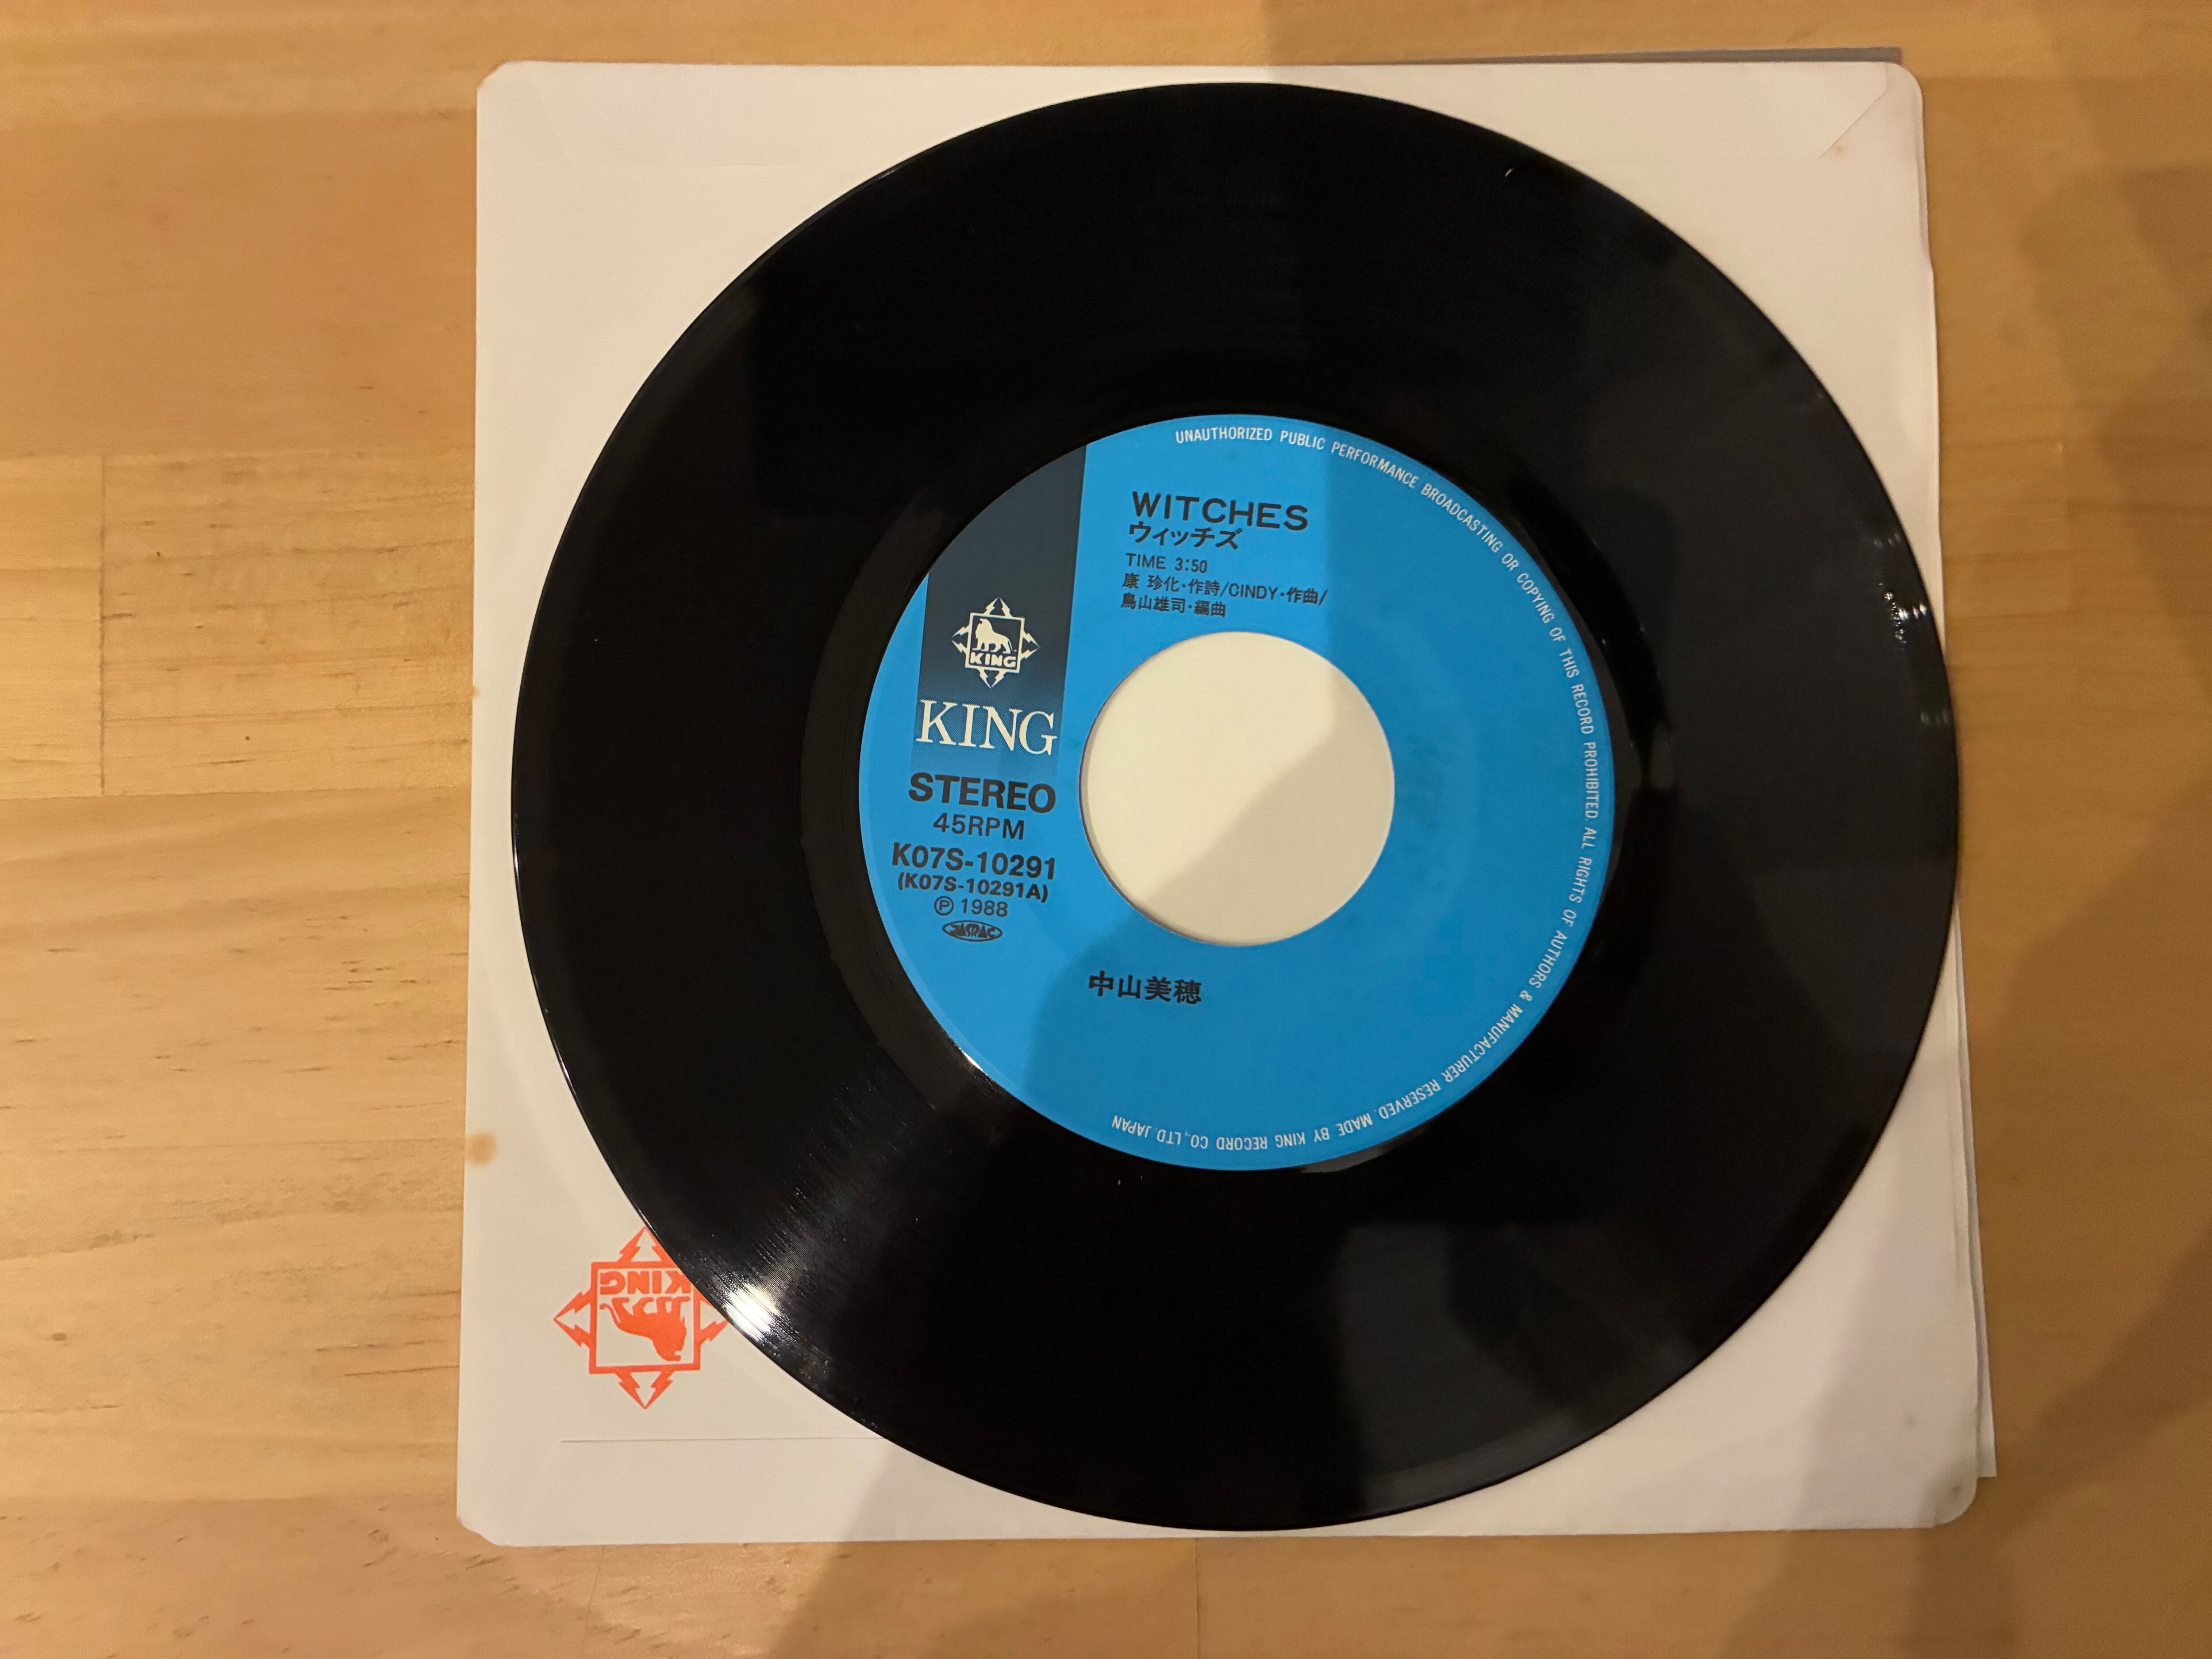 WITCHES
ウィッチズ
TIME 3:50
康 珍化・作詩/CINDY・作曲/
鳥山雄司・編曲
KING
KING
STEREO
45RPM
K07S-10291
(K07S-10291A)
Ⓟ 1988
JASRAC
中山美穂
UNAUTHORIZED PUBLIC PERFORMANCE BROADCASTING OR COPYING OF THIS RECORD PROHIBITED. ALL RIGHTS OF AUTHORS & MANUFACTURER RESERVED. MADE BY KING RECORD CO., LTD. JAPAN
KING